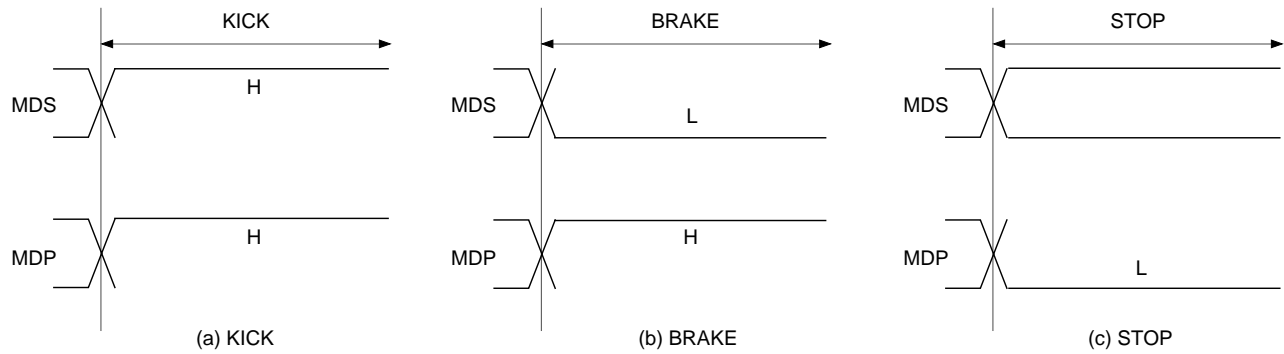 KICK
MDS
H
MDP
H
(a) KICK
BRAKE
MDS
L
MDP
H
(b) BRAKE
STOP
MDS
MDP
L
(c) STOP